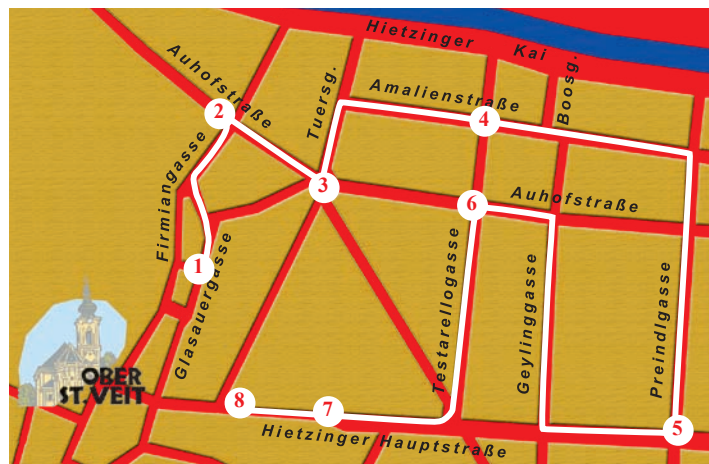 Hietzinger Kai
Auhofstraße
Tuersg.
Amalienstraße
Boosg.
2
4
Firmiangasse
3
6
Auhofstraße
1
Glasauergasse
Testarellogasse
Geylinggasse
Preindlgasse
OBER
ST. VEIT
8
7
5
Hietzinger Hauptstraße